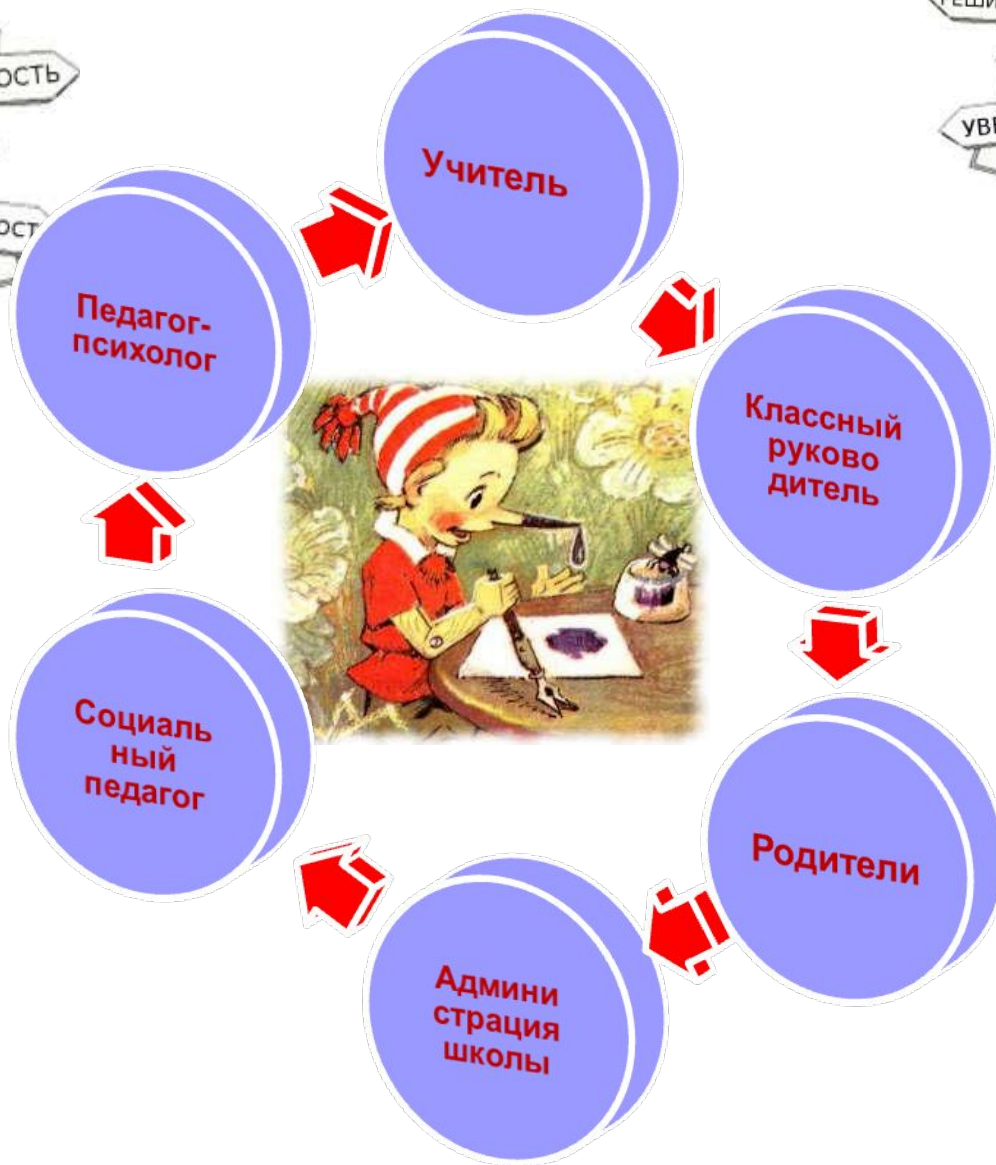 Учитель
Педагог-
психолог
Классный
руково
дитель
Социаль
ный
педагог
Родители
Админи
страция
школы